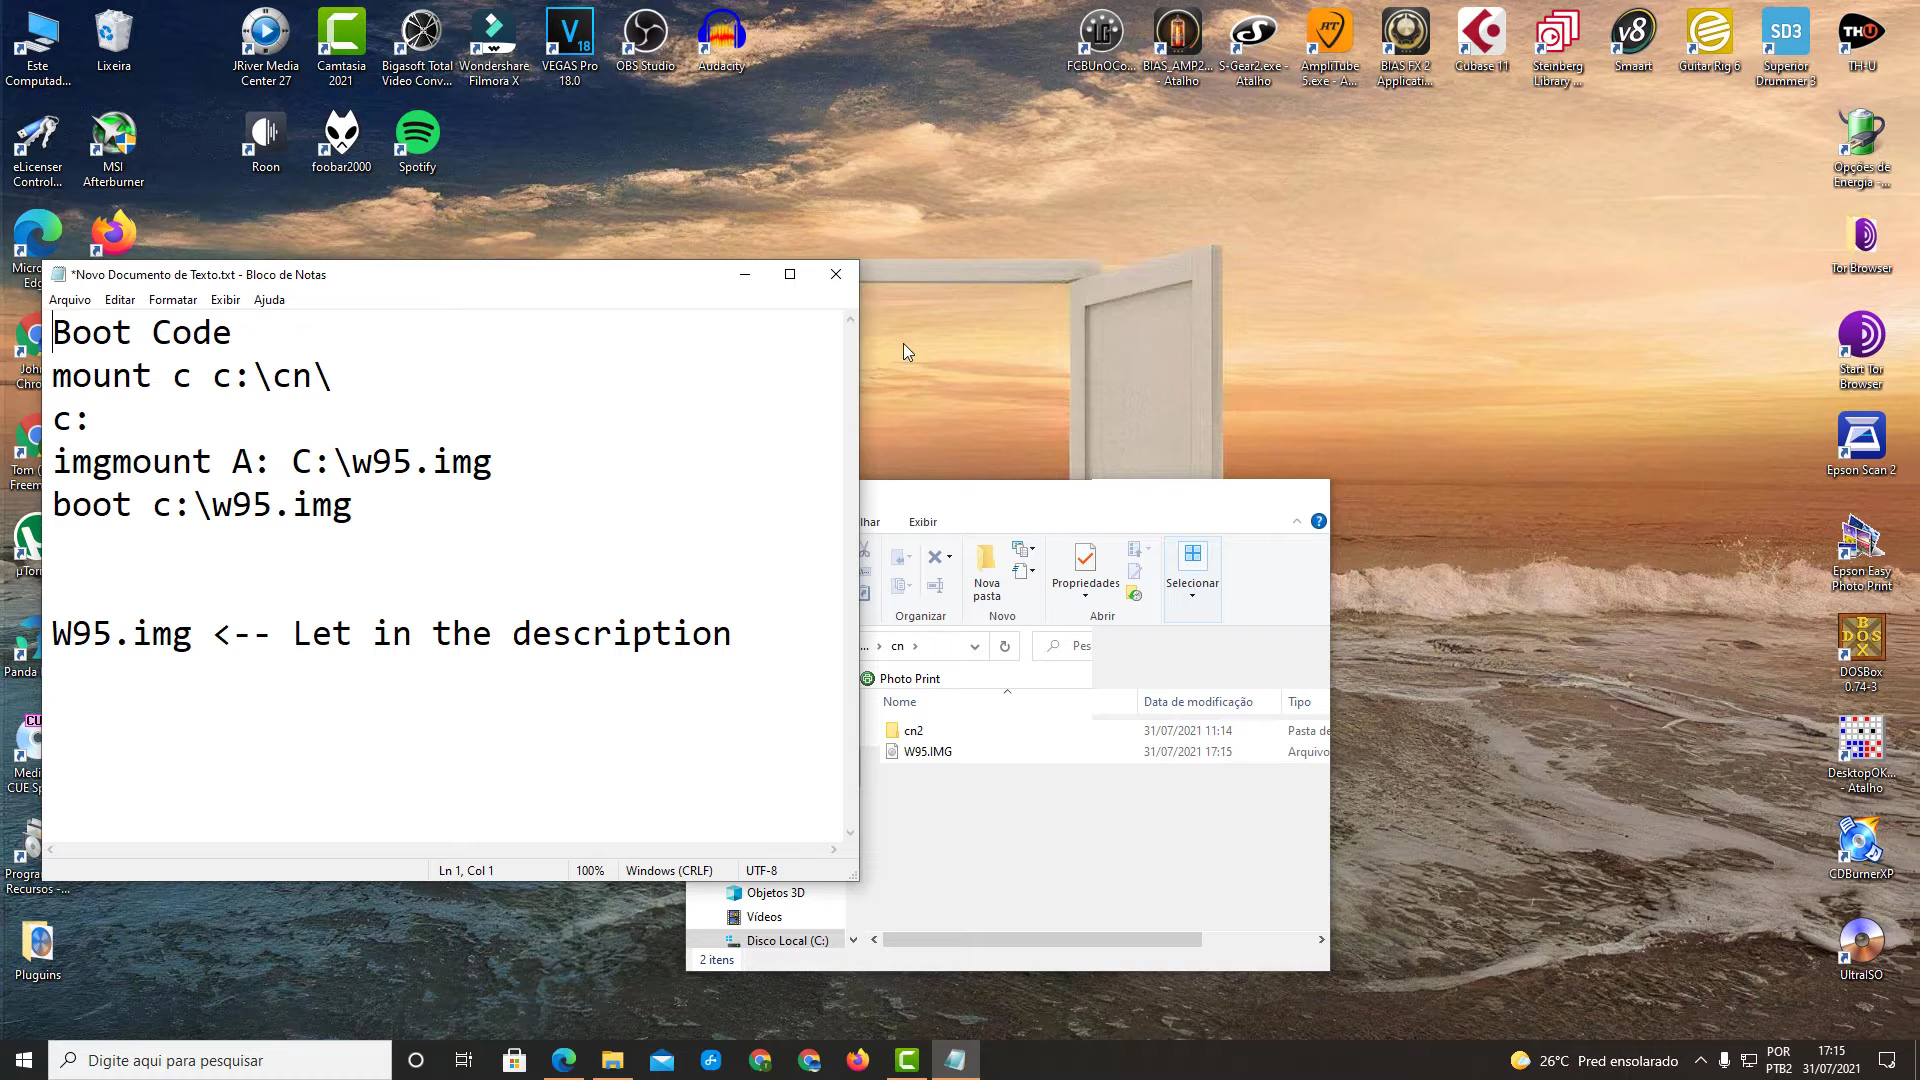 Este Computad...
Lixeira
JRiver Media Center 27
Camtasia 2021
Bigasoft Total Video Conv...
Wondershare Filmora X
VEGAS Pro 18.0
OBS Studio
Audacity
FCBUnOCo...
BIAS_AMP2... - Atalho
S-Gear2.exe - Atalho
AmpliTube 5.exe - A...
BIAS FX 2 Applicati...
Cubase 11
Steinberg Library ...
Smaart
Guitar Rig 6
Superior Drummer 3
TH-U
eLicenser Control...
MSI Afterburner
Roon
foobar2000
Spotify
Opções de Energia -...
Tor Browser
*Novo Documento de Texto.txt - Bloco de Notas
Arquivo Editar Formatar Exibir Ajuda
Boot Code
mount c c:\cn\
c:
imgmount A: C:\w95.img
boot c:\w95.img
W95.img <-- Let in the description
Ln 1, Col 1 100% Windows (CRLF) UTF-8
Start Tor Browser
Epson Scan 2
Epson Easy Photo Print
DOSBox 0.74-3
DesktopOK... - Atalho
CDBurnerXP
UltraISO
lhar Exibir
Nova pasta
Propriedades
Selecionar
Organizar Novo Abrir
... > cn >
Pes
Photo Print
Nome Data de modificação Tipo
cn2 31/07/2021 11:14 Pasta de
W95.IMG 31/07/2021 17:15 Arquivo
Objetos 3D
Vídeos
Disco Local (C:)
2 itens
Pluguins
Digite aqui para pesquisar
26°C Pred ensolarado
POR
PTB2
17:15
31/07/2021